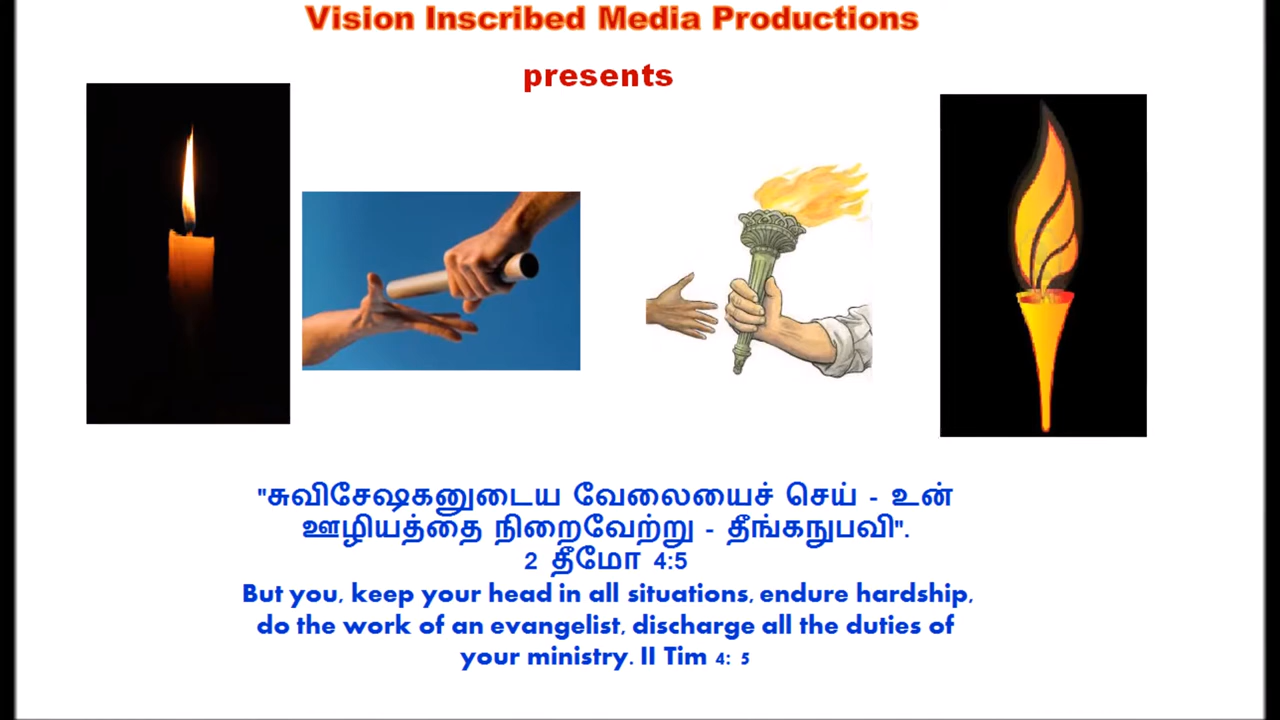 Vision Inscribed Media Productions
presents
"சுவிசேஷகனுடைய வேலையைச் செய் - உன்
ஊழியத்தை நிறைவேற்று - தீங்கநுபவி".
2 தீமோ 4:5
But you, keep your head in all situations, endure hardship,
do the work of an evangelist, discharge all the duties of
your ministry. II Tim 4: 5